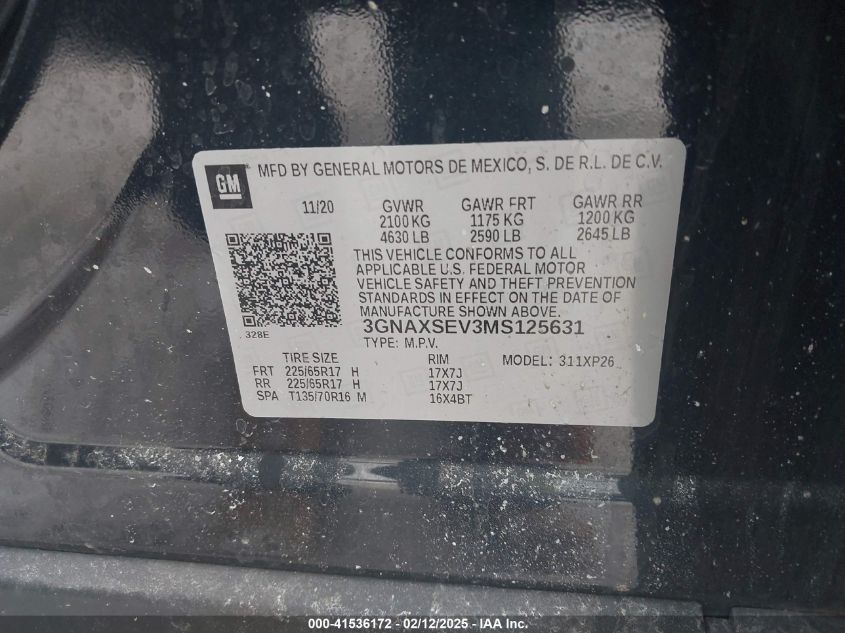 GM
MFD BY GENERAL MOTORS DE MEXICO, S. DE R.L. DE C.V.
11/20 GVWR GAWR FRT GAWR RR
2100 KG 1175 KG 1200 KG
4630 LB 2590 LB 2645 LB
THIS VEHICLE CONFORMS TO ALL
APPLICABLE U.S. FEDERAL MOTOR
VEHICLE SAFETY AND THEFT PREVENTION
STANDARDS IN EFFECT ON THE DATE OF
MANUFACTURE SHOWN ABOVE.
328E
3GNAXSEV3MS125631
TYPE: M.P.V.
TIRE SIZE RIM MODEL: 311XP26
FRT 225/65R17 H 17X7J
RR 225/65R17 H 17X7J
SPA T135/70R16 M 16X4BT
000-41536172 - 02/12/2025 - IAAI.com